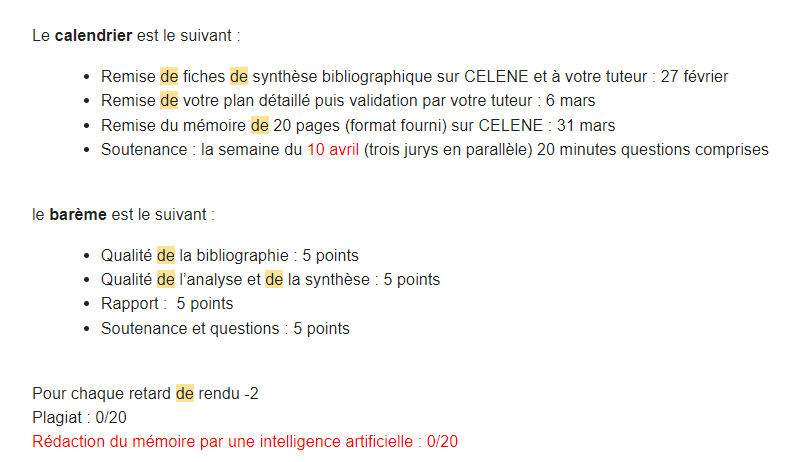 Le calendrier est le suivant :
Remise de fiches de synthèse bibliographique sur CELENE et à votre tuteur : 27 février
Remise de votre plan détaillé puis validation par votre tuteur : 6 mars
Remise du mémoire de 20 pages (format fourni) sur CELENE : 31 mars
Soutenance : la semaine du 10 avril (trois jurys en parallèle) 20 minutes questions comprises
le barème est le suivant :
Qualité de la bibliographie : 5 points
Qualité de l’analyse et de la synthèse : 5 points
Rapport :  5 points
Soutenance et questions : 5 points
Pour chaque retard de rendu -2
Plagiat : 0/20
Rédaction du mémoire par une intelligence artificielle : 0/20